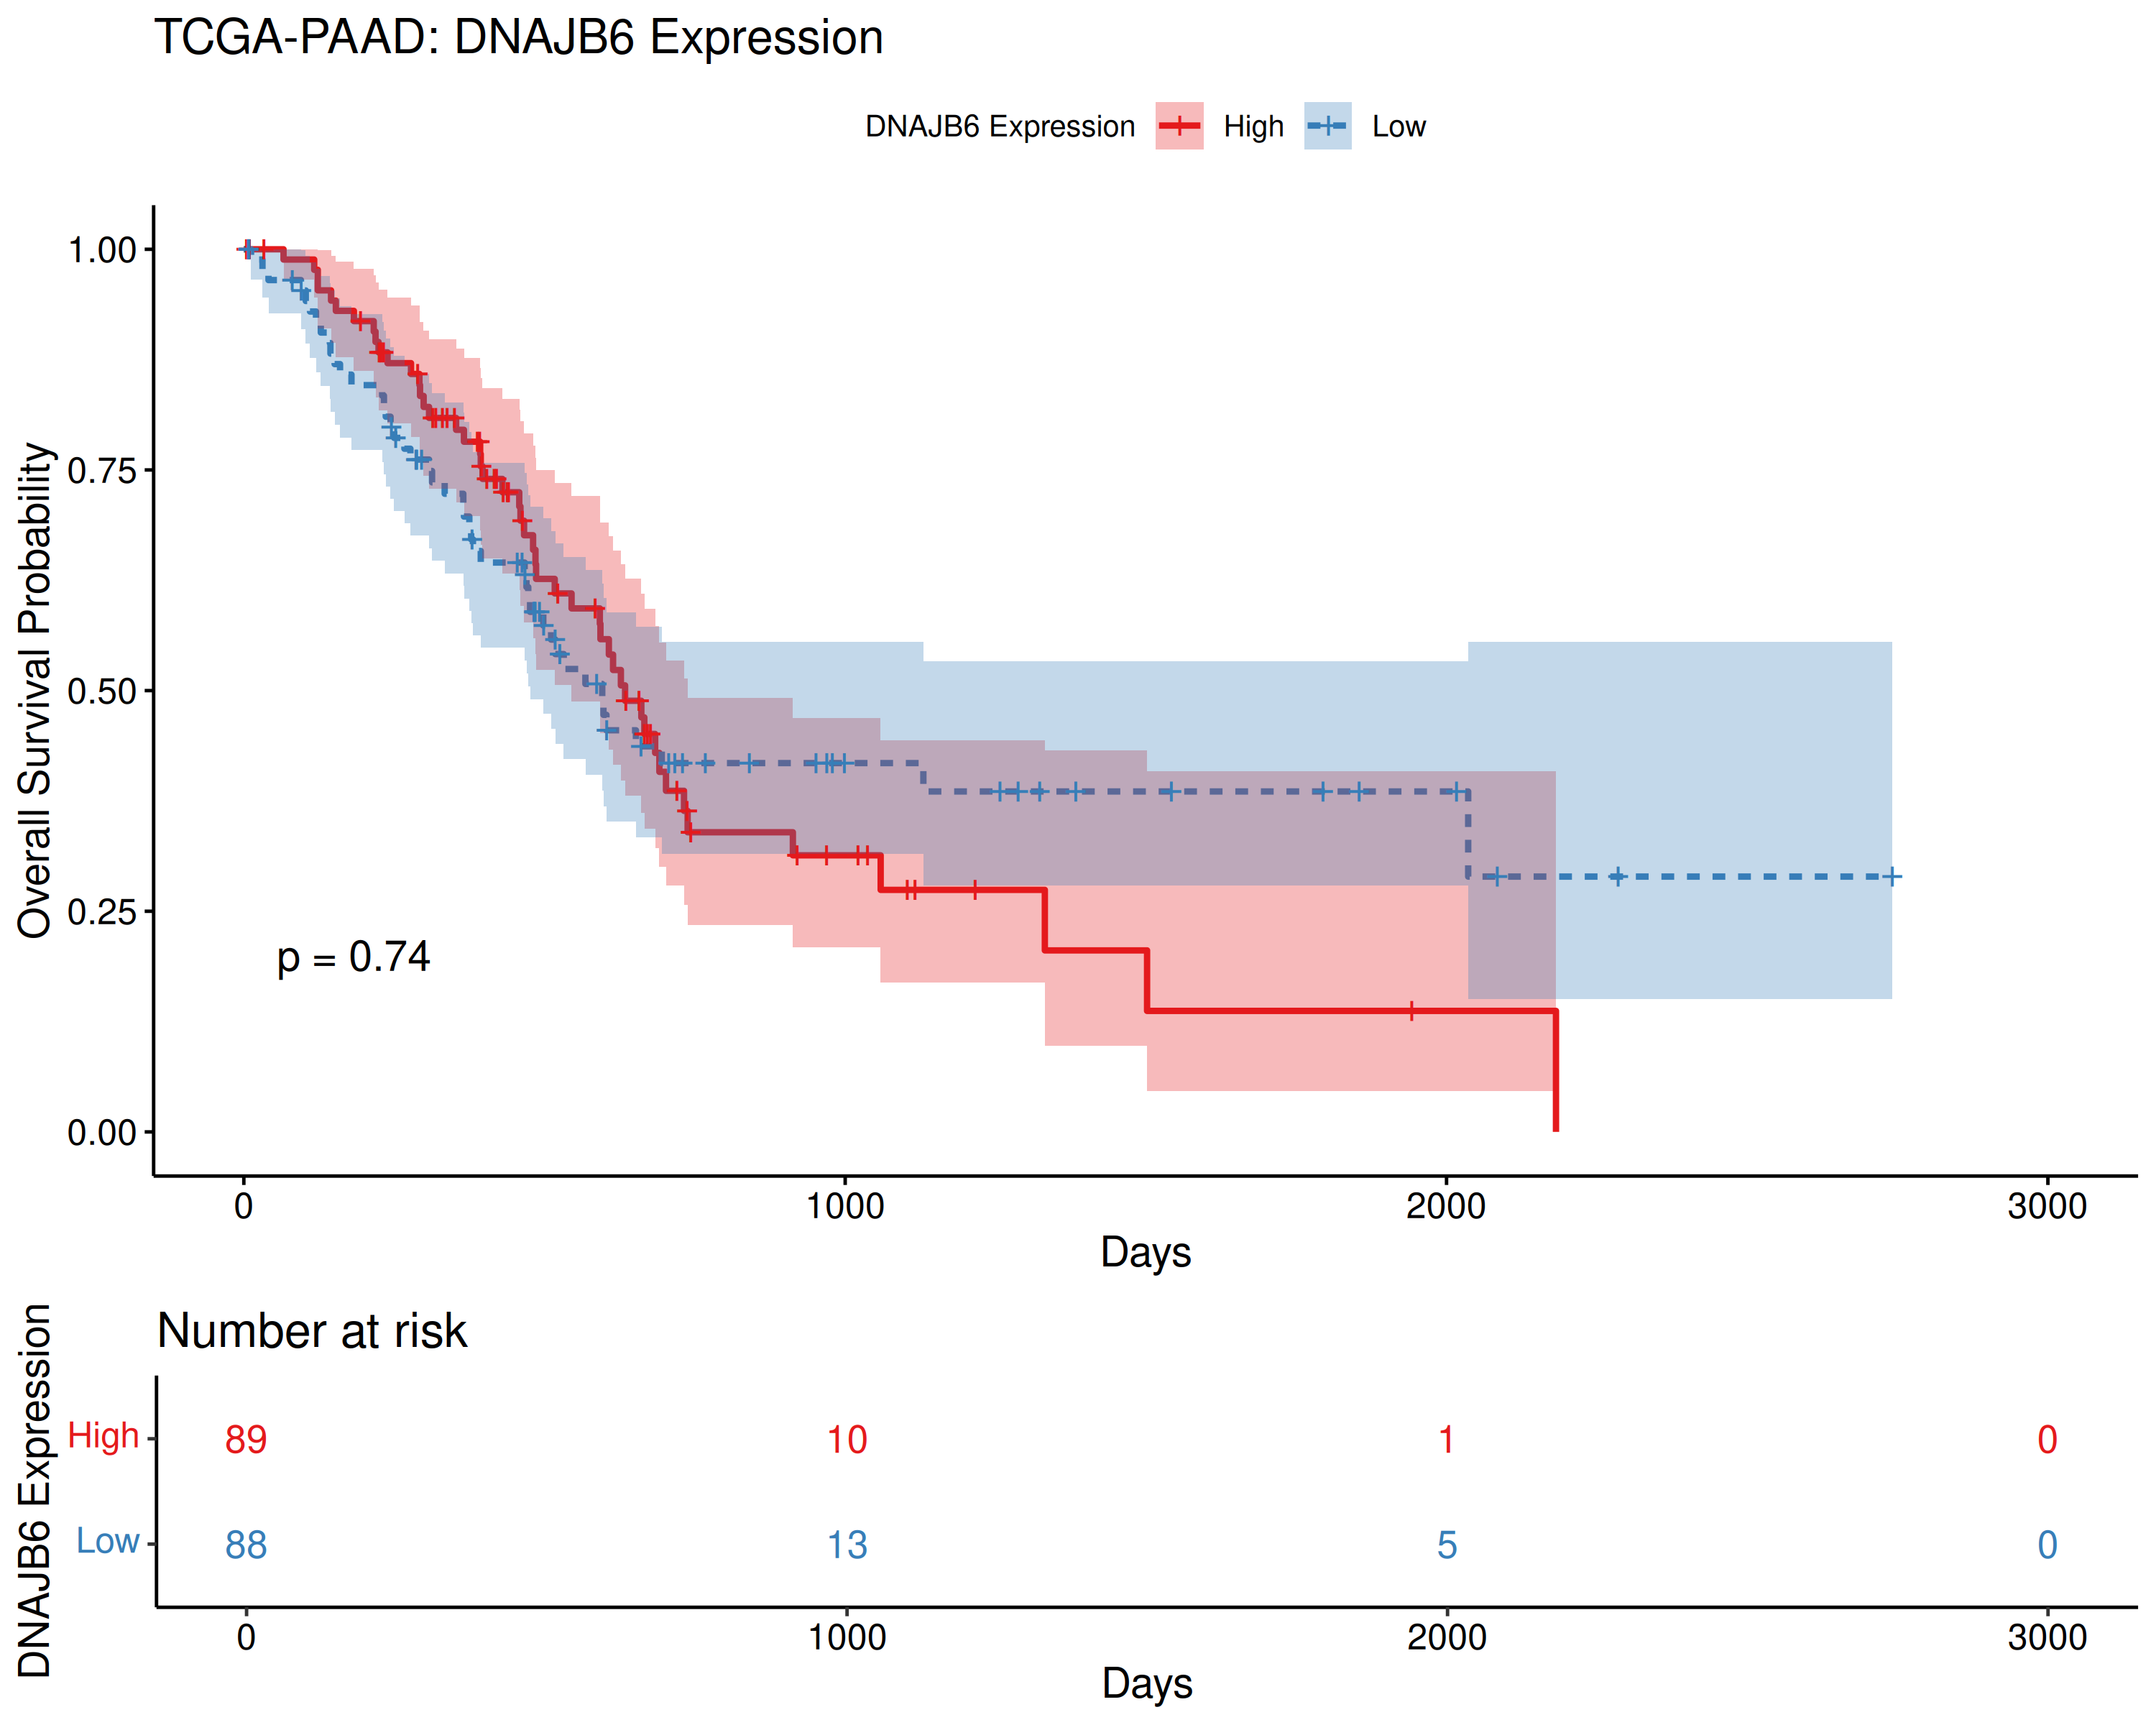 TCGA-PAAD: DNAJB6 Expression
DNAJB6 Expression High Low
Overall Survival Probability
1.00
0.75
0.50
0.25
0.00
p = 0.74
0 1000 2000 3000
Days
Number at risk
DNAJB6 Expression
High 89 10 1 0
Low 88 13 5 0
0 1000 2000 3000
Days